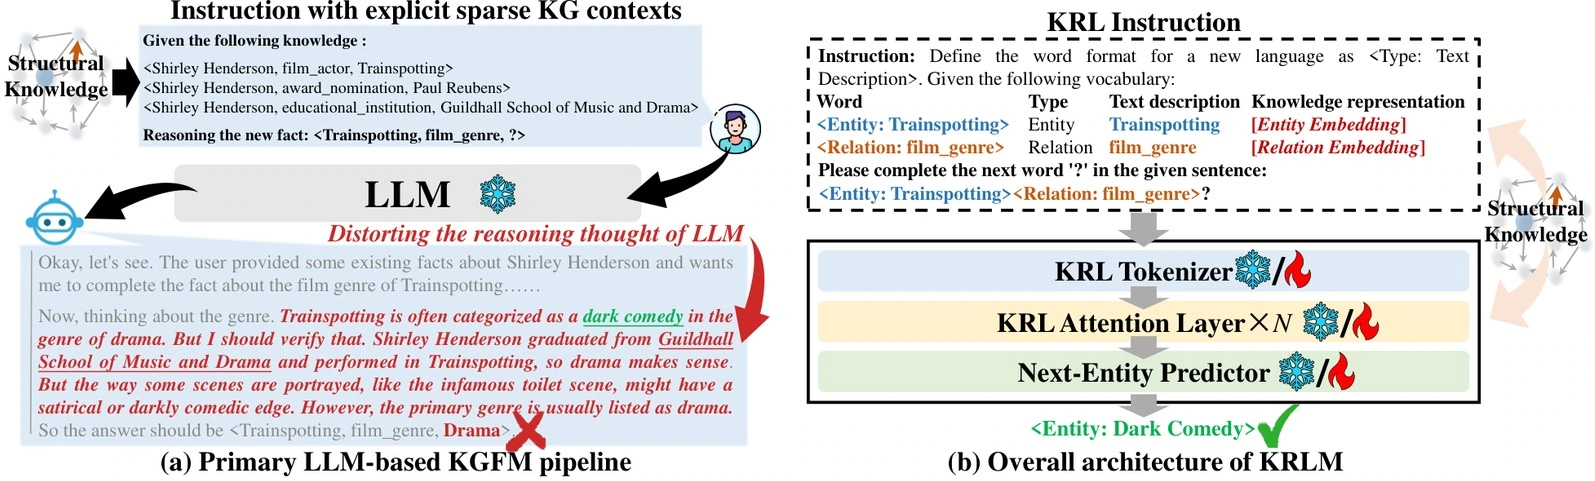 Instruction with explicit sparse KG contexts
Structural
Knowledge
Given the following knowledge :
<Shirley Henderson, film_actor, Trainspotting>
<Shirley Henderson, award_nomination, Paul Reubens>
<Shirley Henderson, educational_institution, Guildhall School of Music and Drama>
Reasoning the new fact: <Trainspotting, film_genre, ?>
LLM
Distorting the reasoning thought of LLM
Okay, let's see. The user provided some existing facts about Shirley Henderson and wants
me to complete the fact about the film genre of Trainspotting……
Now, thinking about the genre. Trainspotting is often categorized as a dark comedy in the
genre of drama. But I should verify that. Shirley Henderson graduated from Guildhall
School of Music and Drama and performed in Trainspotting, so drama makes sense.
But the way some scenes are portrayed, like the infamous toilet scene, might have a
satirical or darkly comedic edge. However, the primary genre is usually listed as drama.
So the answer should be <Trainspotting, film_genre, Drama>.
(a) Primary LLM-based KGFM pipeline
KRL Instruction
Instruction: Define the word format for a new language as <Type: Text
Description>. Given the following vocabulary:
Word Type Text description Knowledge representation
<Entity: Trainspotting> Entity Trainspotting [Entity Embedding]
<Relation: film_genre> Relation film_genre [Relation Embedding]
Please complete the next word '?' in the given sentence:
<Entity: Trainspotting><Relation: film_genre>?
Structural
Knowledge
KRL Tokenizer /
KRL Attention Layer×N /
Next-Entity Predictor /
<Entity: Dark Comedy>
(b) Overall architecture of KRLM